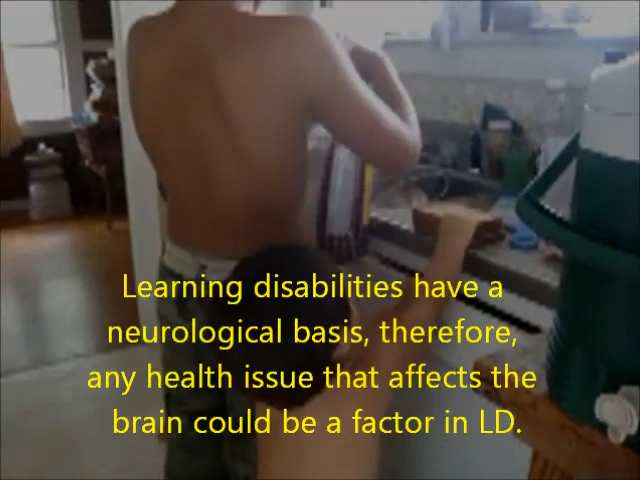 Learning disabilities have a
neurological basis, therefore,
any health issue that affects the
brain could be a factor in LD.